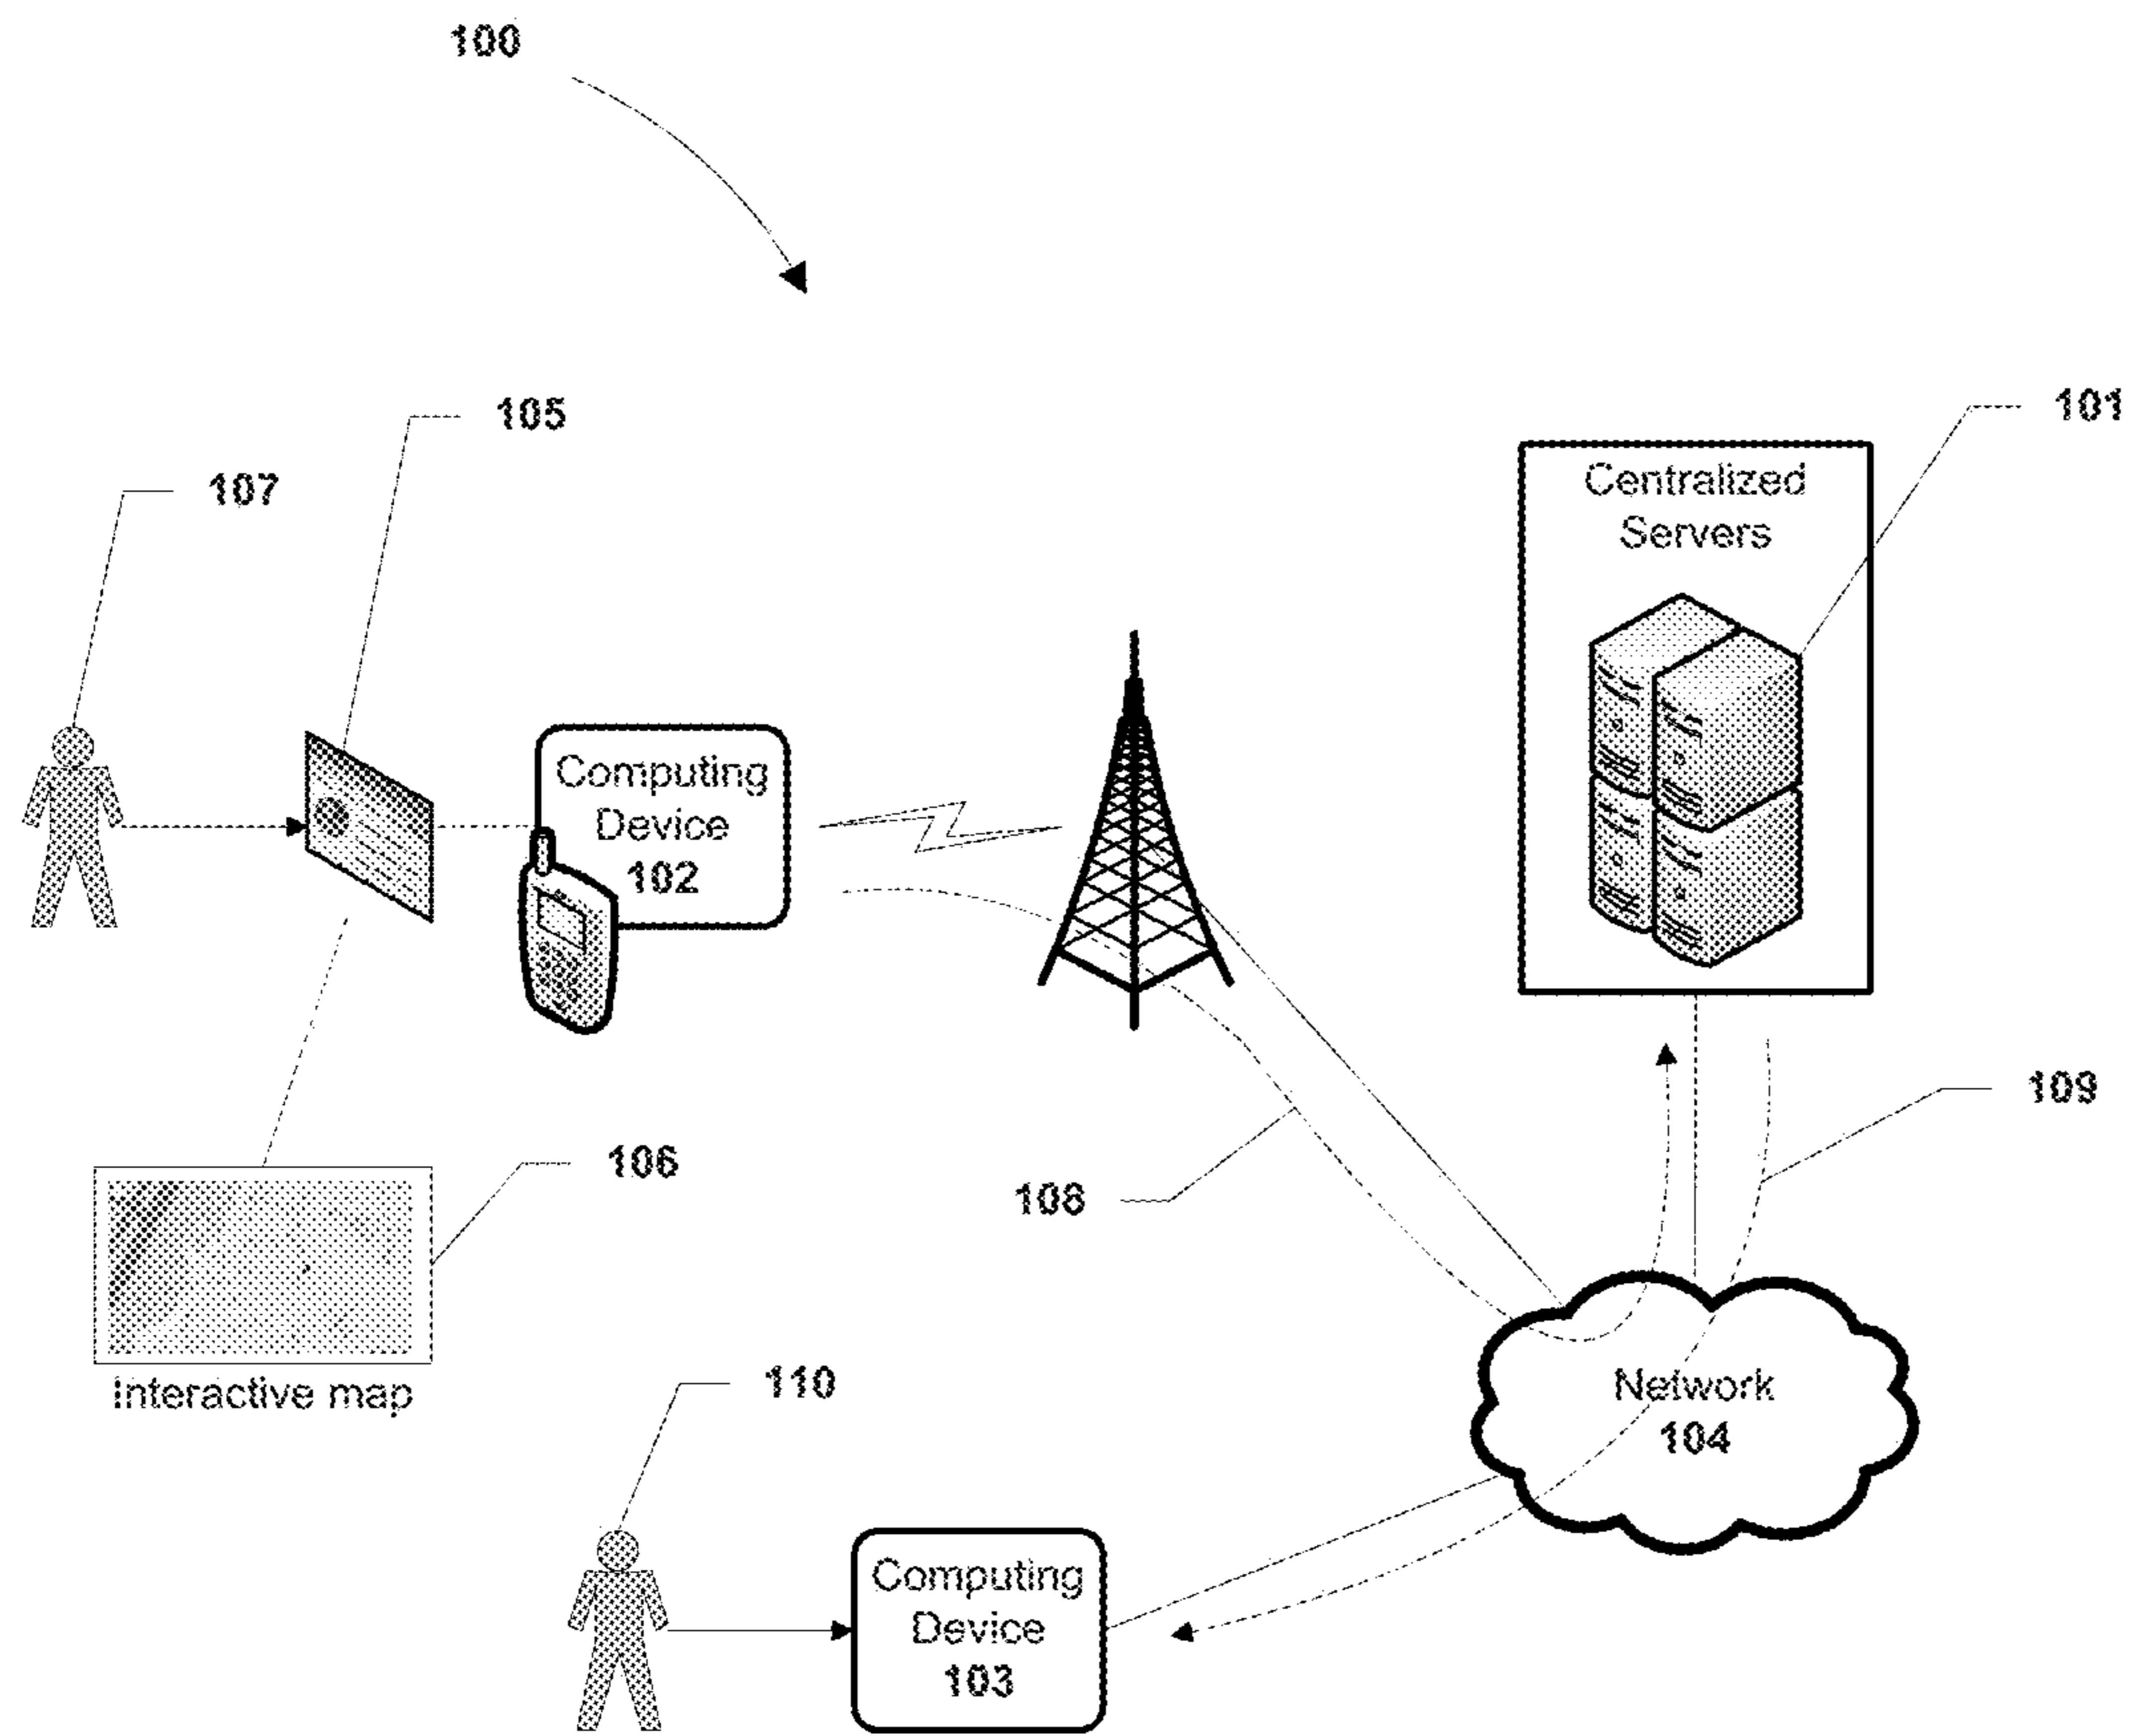 100
105
101
107
Centralized
Servers
Computing
Device
102
109
106
108
Interactive map
110
Network
104
Computing
Device
103